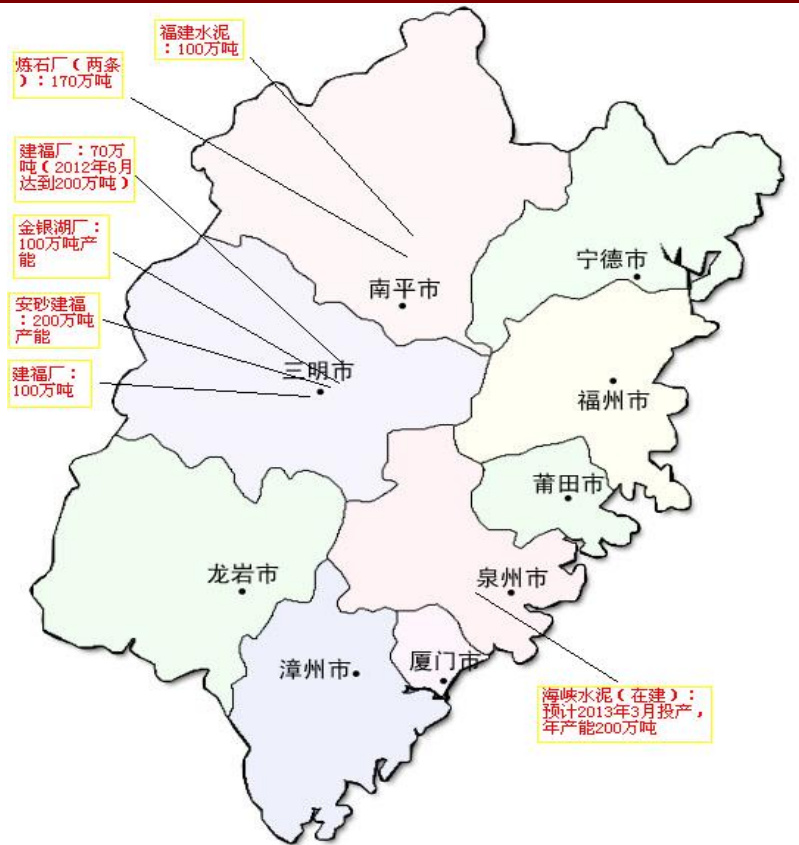 福建水泥
：100万吨
炼石厂（两条
）：170万吨
建福厂：70万
吨（2012年6月
达到200万吨）
金银湖厂：
100万吨产
能
安砂建福
：200万吨
产能
建福厂：
100万吨
南平市
宁德市
三明市
福州市
莆田市
龙岩市
泉州市
漳州市
厦门市
海峡水泥（在建）：
预计2013年3月投产，
年产能200万吨